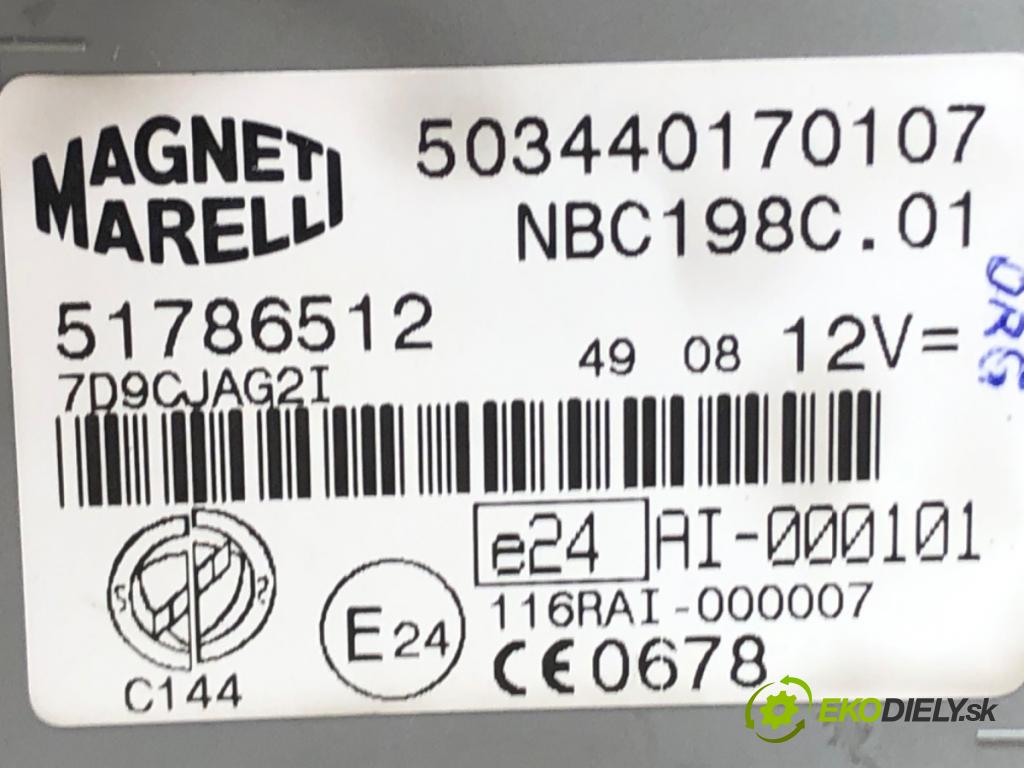 MAGNETI
MARELLI
503440170107
NBC198C.01
51786512
49 08 12V=
ORG
7D9CJAG2I
e24 AI-000101
116RAI-000007
E24
CE0678
C144
EKODIELY.sk